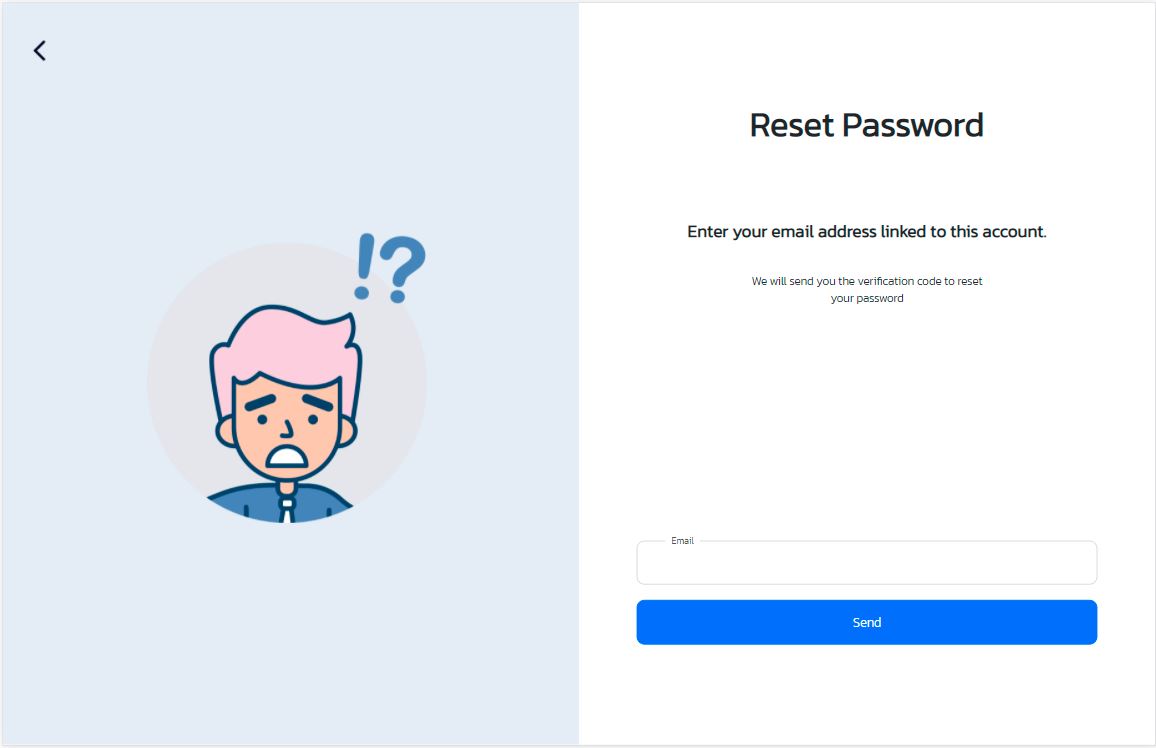 !?
Reset Password
Enter your email address linked to this account.
We will send you the verification code to reset
your password
Email
Send